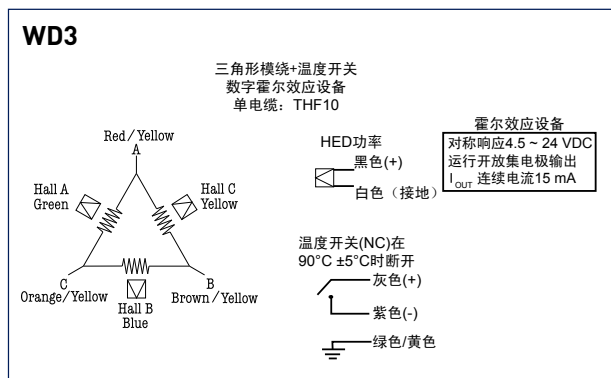 WD3
三角形模绕+温度开关
数字霍尔效应设备
单电缆：THF10
Red/Yellow
A
Hall A
Green
Hall C
Yellow
C
Orange/Yellow
B
Brown/Yellow
Hall B
Blue
HED功率
黑色(+)
白色（接地）
霍尔效应设备
对称响应4.5 ~ 24 VDC
运行开放集电极输出
I OUT 连续电流15 mA
温度开关(NC)在
90°C ±5°C时断开
灰色(+)
紫色(-)
绿色/黄色